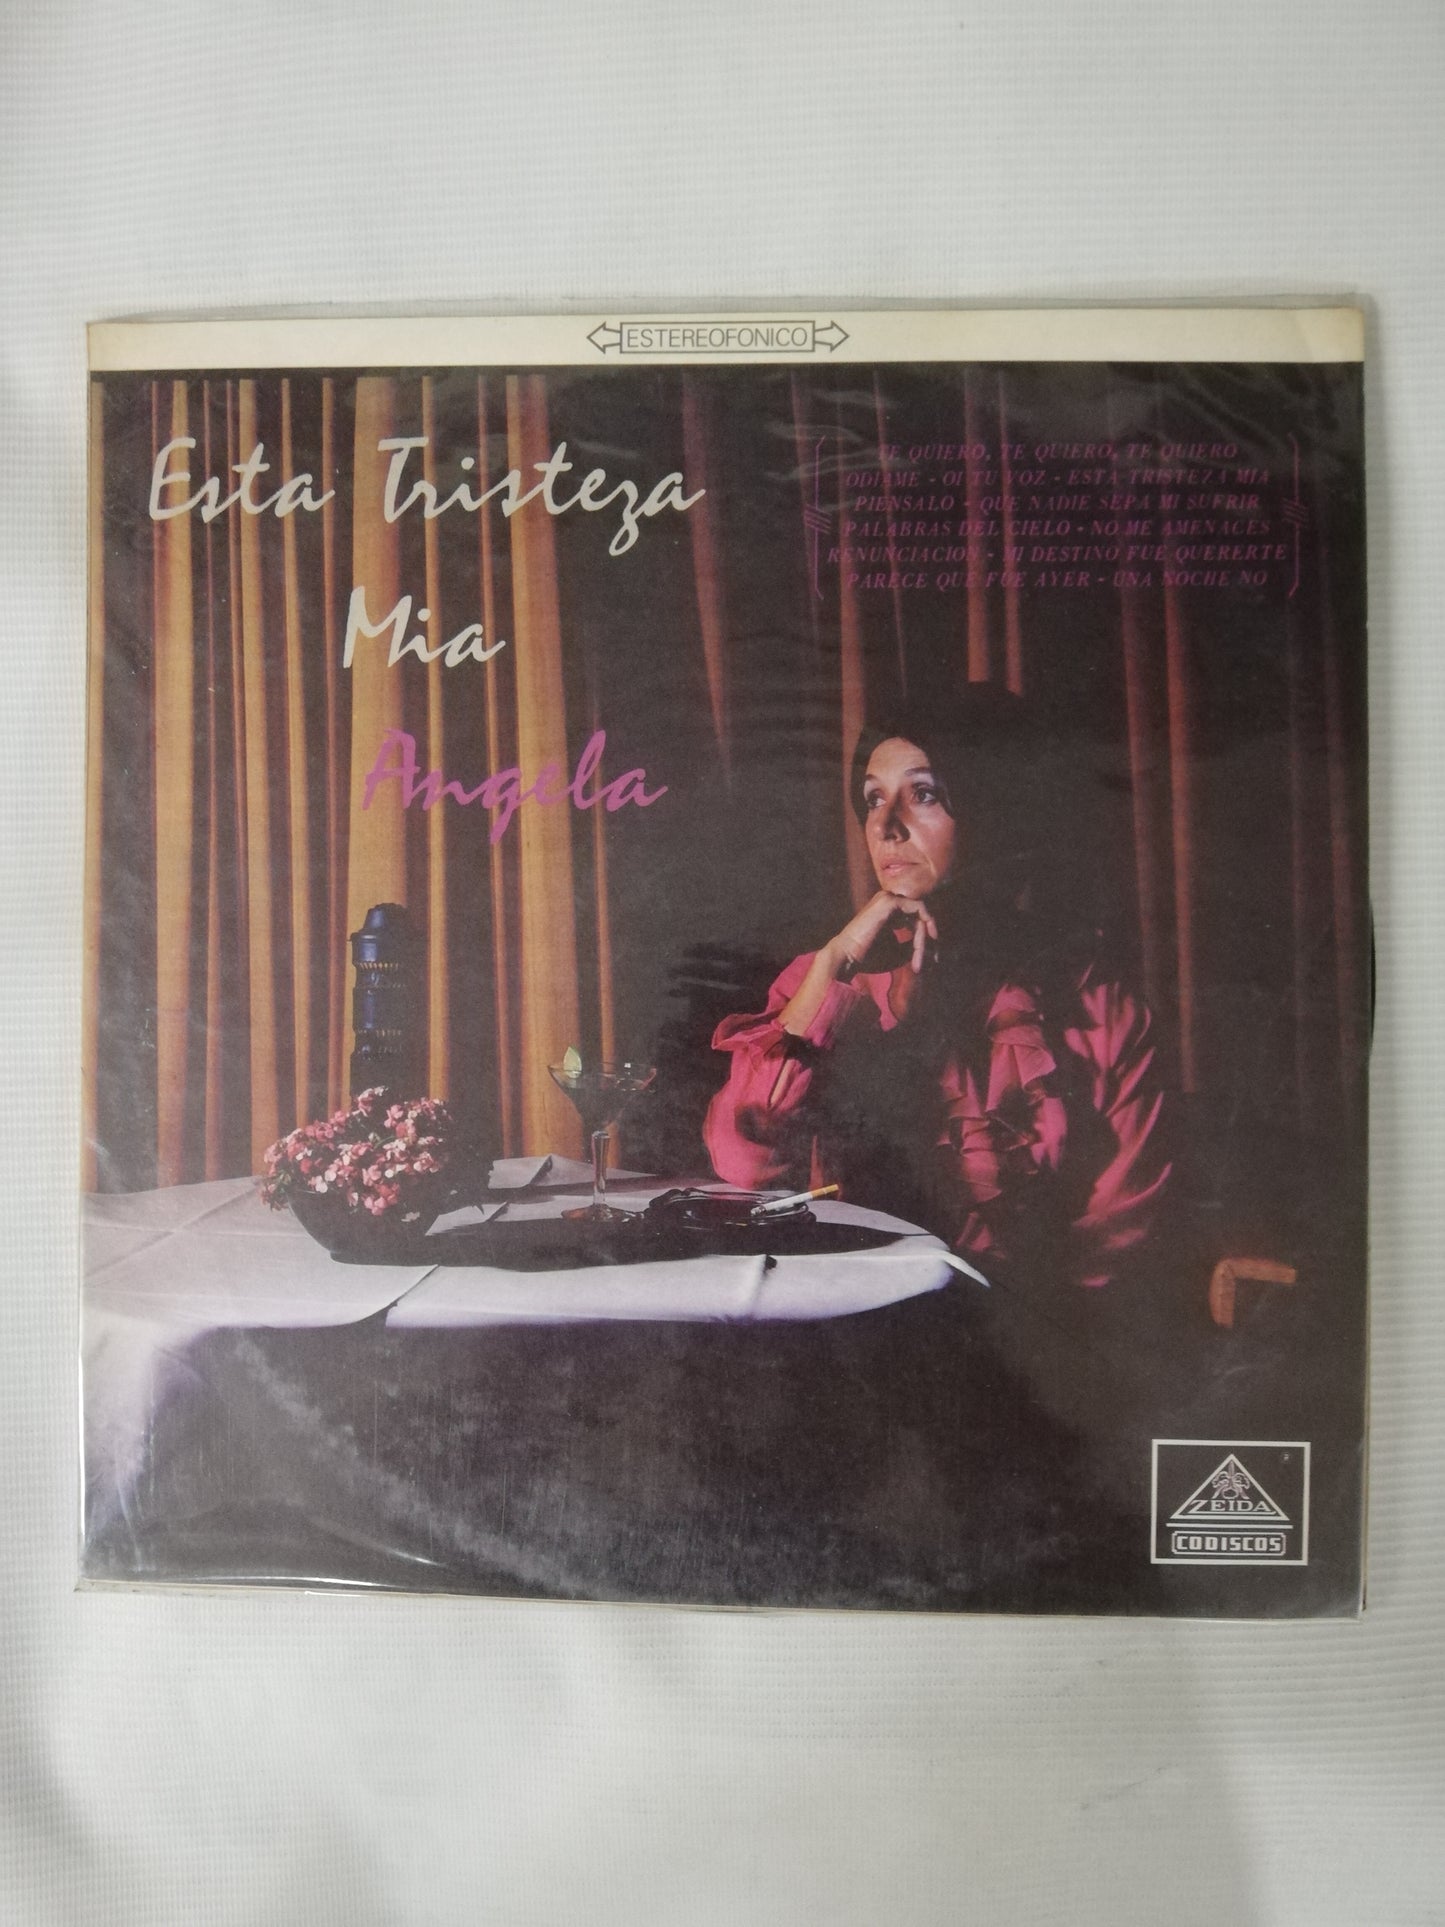 ESTEREOFONICO
Esta Tristeza
Mia
Angela
TE QUIERO, TE QUIERO, TE QUIERO
ODIAME - OI TU VOZ - ESTA TRISTEZA MIA
PIENSALO - QUE NADIE SEPA MI SUFRIR
PALABRAS DEL CIELO - NO ME AMENACES
RENUNCIACION - MI DESTINO FUE QUERERTE
PARECE QUE FUE AYER - UNA NOCHE NO
ZEIDA
CODISCOS